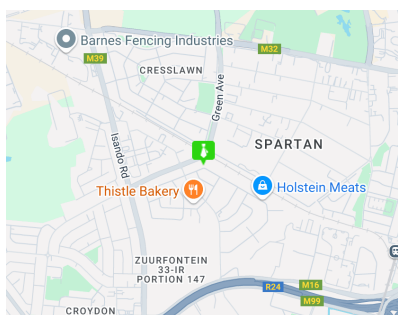 Barnes Fencing Industries
M32
M39
CRESSLAWN
Green Ave
Isando Rd
SPARTAN
Thistle Bakery
Holstein Meats
ZUURFONTEIN
33-IR
PORTION 147
R24
M16
M99
CROYDON